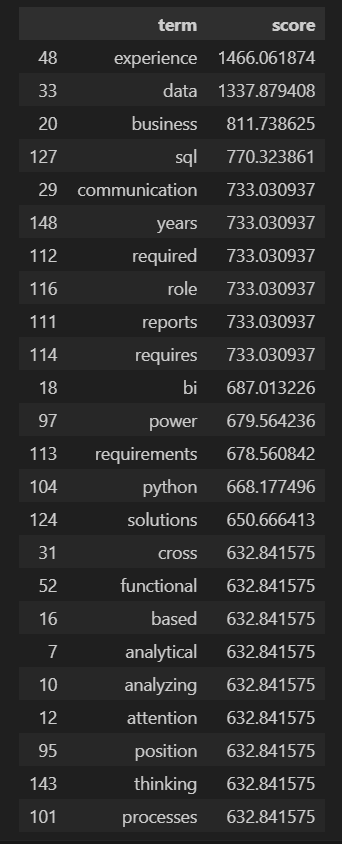 term score
48 experience 1466.061874
33 data 1337.879408
20 business 811.738625
127 sql 770.323861
29 communication 733.030937
148 years 733.030937
112 required 733.030937
116 role 733.030937
111 reports 733.030937
114 requires 733.030937
18 bi 687.013226
97 power 679.564236
113 requirements 678.560842
104 python 668.177496
124 solutions 650.666413
31 cross 632.841575
52 functional 632.841575
16 based 632.841575
7 analytical 632.841575
10 analyzing 632.841575
12 attention 632.841575
95 position 632.841575
143 thinking 632.841575
101 processes 632.841575